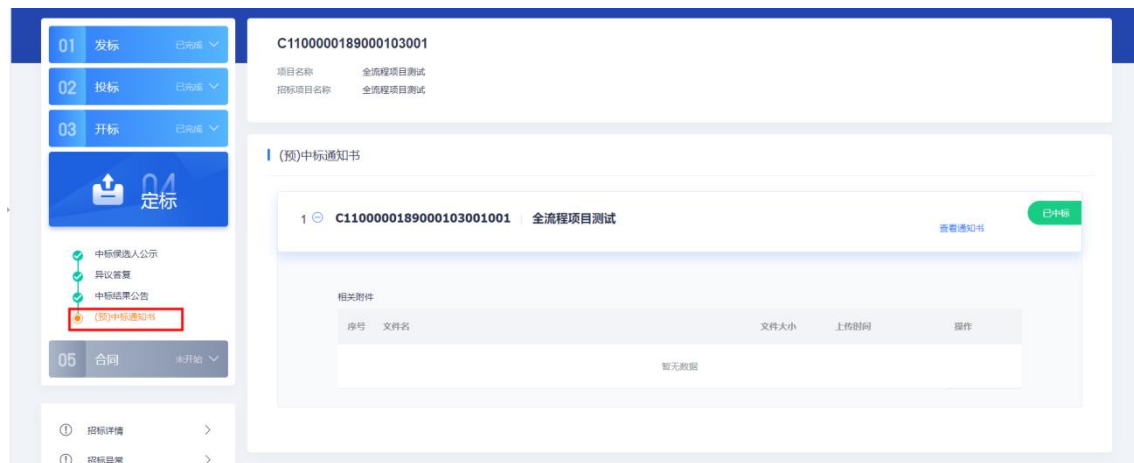 01 发标 已完成
02 投标 已完成
03 开标 已完成
04
定标
中标候选人公示
异议答复
中标结果公告
(预)中标通知书
05 合同 未开始
招标详情
招标异常
C1100000189000103001
项目名称 全流程项目测试
招标项目名称 全流程项目测试
(预)中标通知书
1 C1100000189000103001001 全流程项目测试
查看通知书
已中标
相关附件
序号 文件名 文件大小 上传时间 操作
暂无数据